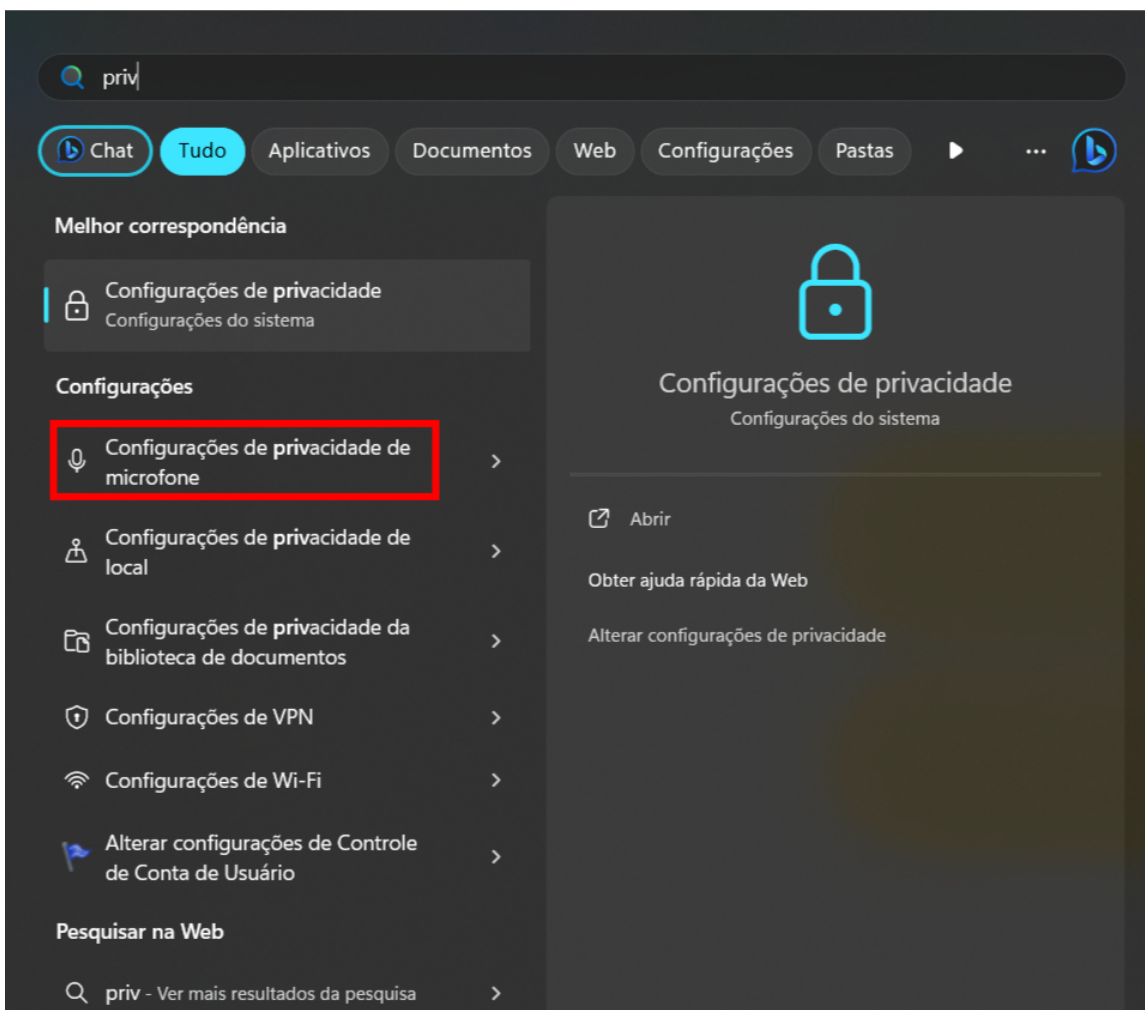 priv
Chat
Tudo
Aplicativos
Documentos
Web
Configurações
Pastas
Melhor correspondência
Configurações de privacidade
Configurações do sistema
Configurações
Configurações de privacidade de
microfone
Configurações de privacidade de
local
Configurações de privacidade da
biblioteca de documentos
Configurações de VPN
Configurações de Wi-Fi
Alterar configurações de Controle
de Conta de Usuário
Pesquisar na Web
priv - Ver mais resultados da pesquisa
Configurações de privacidade
Configurações do sistema
Abrir
Obter ajuda rápida da Web
Alterar configurações de privacidade